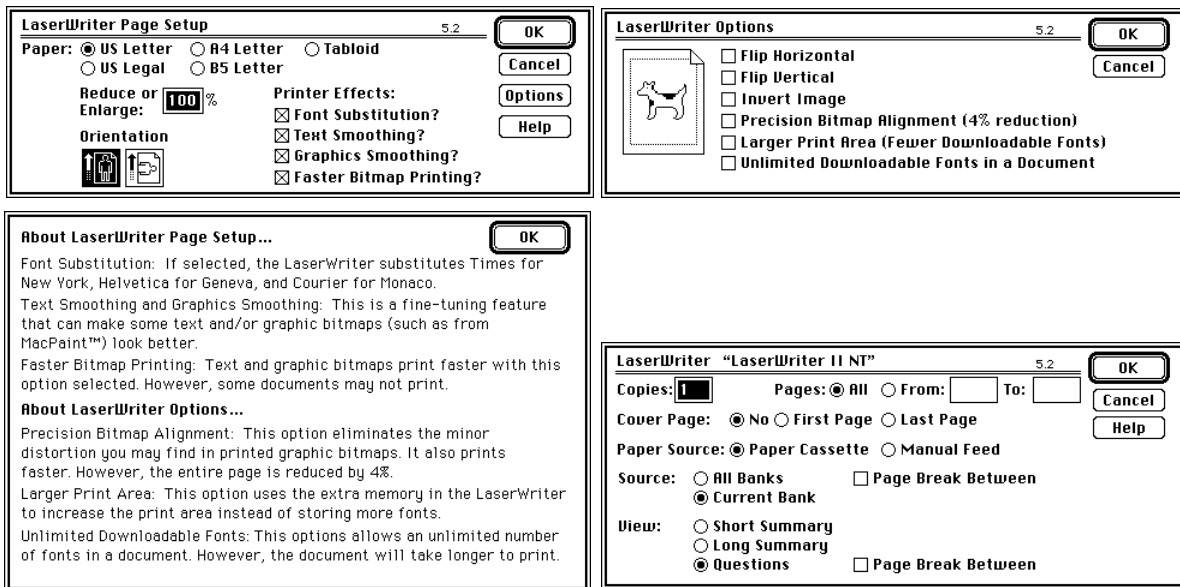 LaserWriter Page Setup 5.2 OK
Paper: US Letter A4 Letter Tabloid
US Legal B5 Letter
Cancel
Reduce or Enlarge: 100 %
Printer Effects:
Options
Font Substitution?
Text Smoothing?
Graphics Smoothing?
Faster Bitmap Printing?
Help
Orientation
LaserWriter Options 5.2 OK
Cancel
Flip Horizontal
Flip Vertical
Invert Image
Precision Bitmap Alignment (4% reduction)
Larger Print Area (Fewer Downloadable Fonts)
Unlimited Downloadable Fonts in a Document
About LaserWriter Page Setup... OK
Font Substitution: If selected, the LaserWriter substitutes Times for
New York, Helvetica for Geneva, and Courier for Monaco.
Text Smoothing and Graphics Smoothing: This is a fine-tuning feature
that can make some text and/or graphic bitmaps (such as from
MacPaint™) look better.
Faster Bitmap Printing: Text and graphic bitmaps print faster with this
option selected. However, some documents may not print.
About LaserWriter Options...
Precision Bitmap Alignment: This option eliminates the minor
distortion you may find in printed graphic bitmaps. It also prints
faster. However, the entire page is reduced by 4%.
Larger Print Area: This option uses the extra memory in the LaserWriter
to increase the print area instead of storing more fonts.
Unlimited Downloadable Fonts: This options allows an unlimited number
of fonts in a document. However, the document will take longer to print.
LaserWriter “LaserWriter II NT” 5.2 OK
Copies: 1 Pages: All From: To:
Cancel
Cover Page: No First Page Last Page
Help
Paper Source: Paper Cassette Manual Feed
Source: All Banks Page Break Between
Current Bank
View: Short Summary
Long Summary
Questions Page Break Between